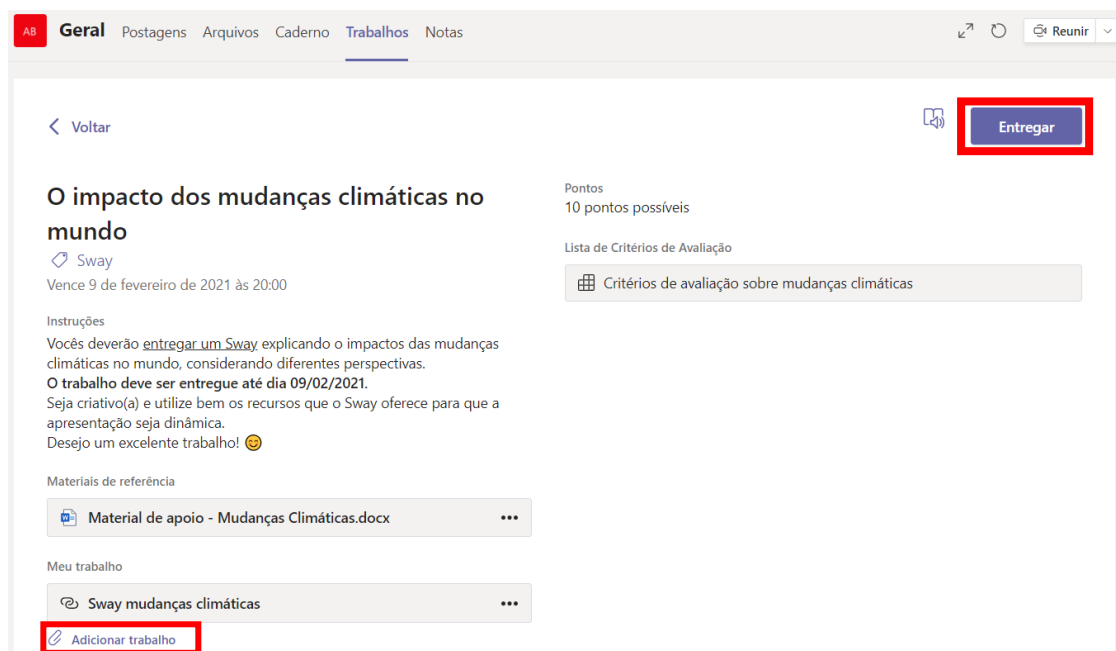 AB Geral Postagens Arquivos Caderno Trabalhos Notas Reunir
Voltar
Entregar
O impacto dos mudanças climáticas no
mundo
Sway
Vence 9 de fevereiro de 2021 às 20:00
Instruções
Vocês deverão entregar um Sway explicando o impactos das mudanças
climáticas no mundo, considerando diferentes perspectivas.
O trabalho deve ser entregue até dia 09/02/2021.
Seja criativo(a) e utilize bem os recursos que o Sway oferece para que a
apresentação seja dinâmica.
Desejo um excelente trabalho! 😊
Materiais de referência
Material de apoio - Mudanças Climáticas.docx
Meu trabalho
Sway mudanças climáticas
Adicionar trabalho
Pontos
10 pontos possíveis
Lista de Critérios de Avaliação
Critérios de avaliação sobre mudanças climáticas